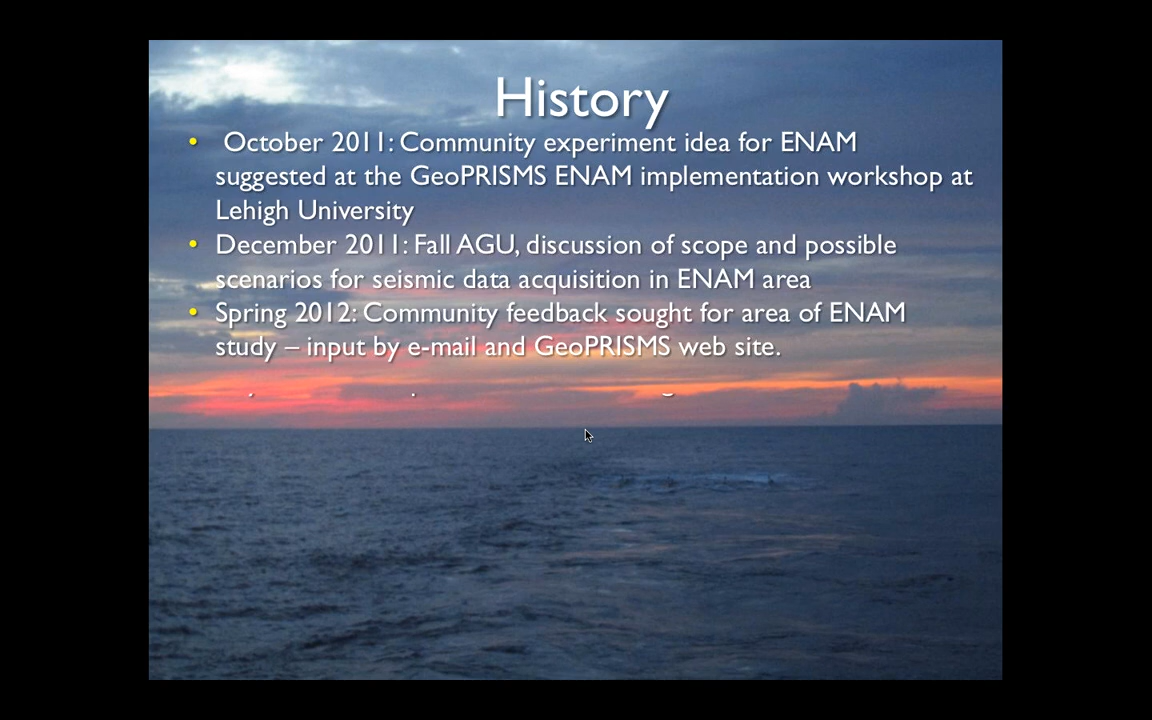 History
• October 2011: Community experiment idea for ENAM
suggested at the GeoPRISMS ENAM implementation workshop at
Lehigh University
• December 2011: Fall AGU, discussion of scope and possible
scenarios for seismic data acquisition in ENAM area
• Spring 2012: Community feedback sought for area of ENAM
study – input by e-mail and GeoPRISMS web site.